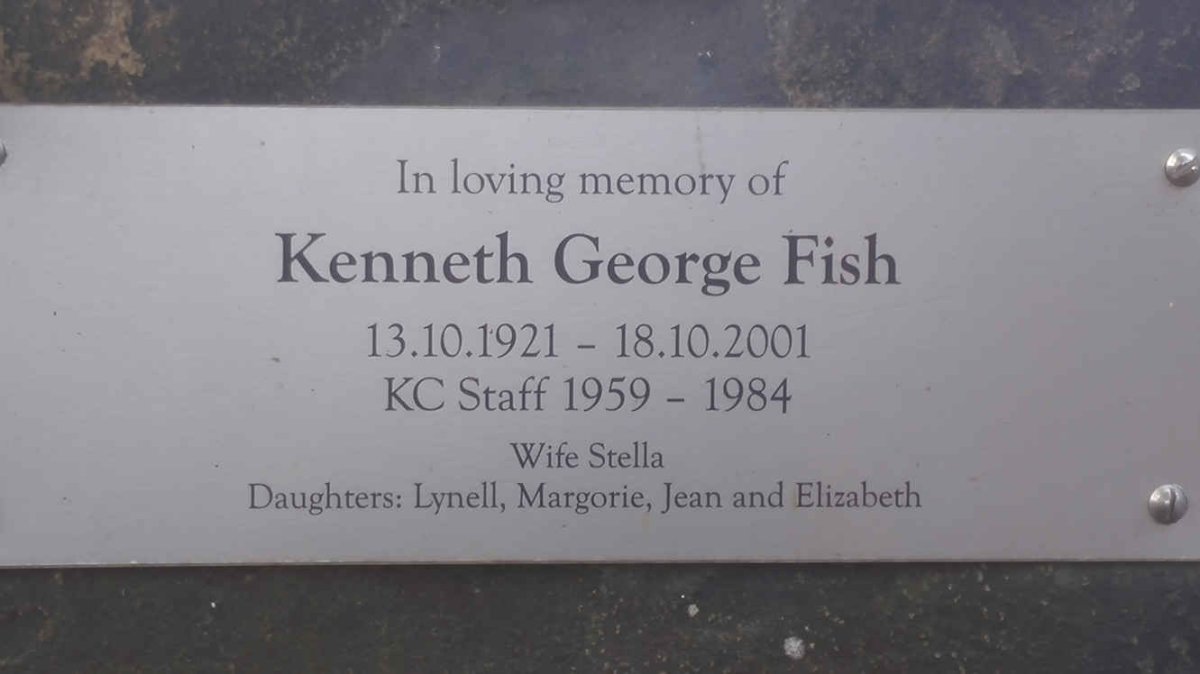 In loving memory of
Kenneth George Fish
13.10.1921 – 18.10.2001
KC Staff 1959 – 1984
Wife Stella
Daughters: Lynell, Margorie, Jean and Elizabeth